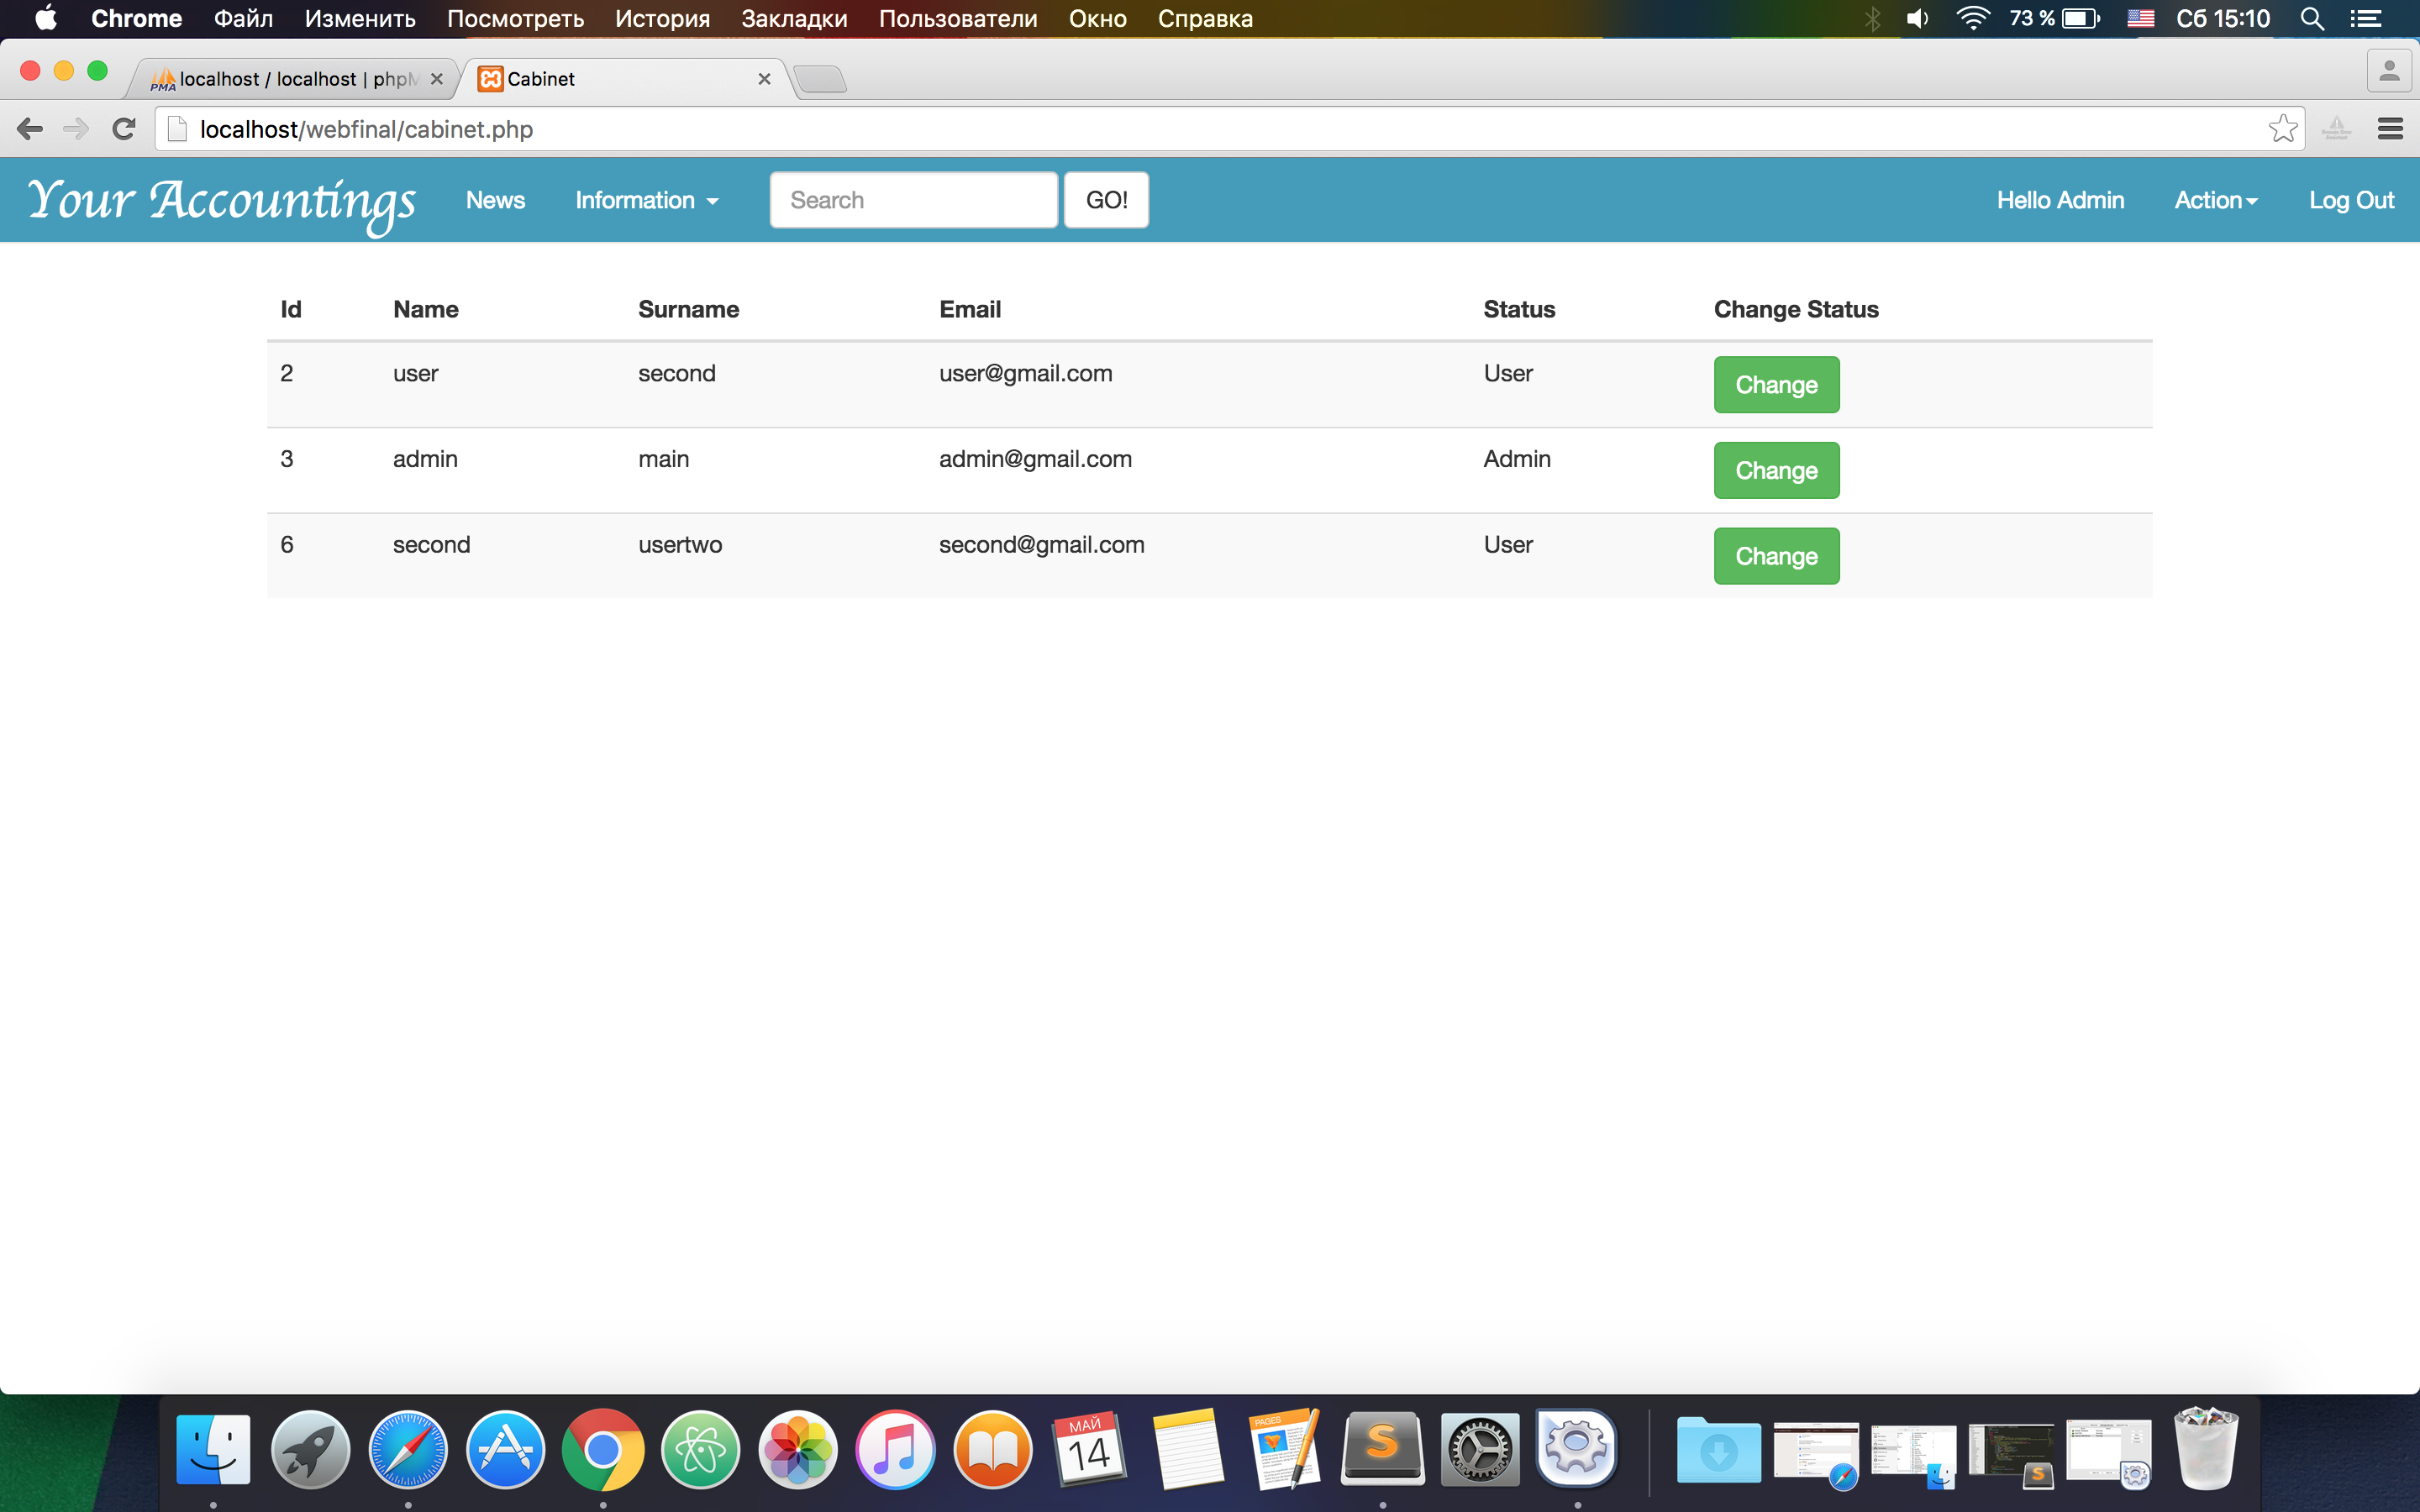 Chrome Файл Изменить Посмотреть История Закладки Пользователи Окно Справка 73 % Сб 15:10
PMA localhost / localhost | phpM Cabinet
localhost/webfinal/cabinet.php
Your Accountings News Information Search GO! Hello Admin Action Log Out
Id Name Surname Email Status Change Status
2 user second user@gmail.com User Change
3 admin main admin@gmail.com Admin Change
6 second usertwo second@gmail.com User Change
МАЙ PAGES
14